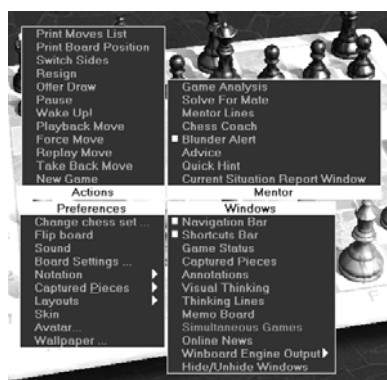 Print Moves List
Print Board Position
Switch Sides
Resign
Offer Draw
Pause
Wake Up!
Playback Move
Force Move
Replay Move
Take Back Move
New Game
Actions
Game Analysis
Solve For Mate
Mentor Lines
Chess Coach
Blunder Alert
Advice
Quick Hint
Current Situation Report Window
Mentor
Preferences
Change chess set ...
Flip board
Sound
Board Settings ...
Notation
Captured Pieces
Layouts
Skin
Avatar...
Wallpaper ...
Windows
Navigation Bar
Shortcuts Bar
Game Status
Captured Pieces
Annotations
Visual Thinking
Thinking Lines
Memo Board
Simultaneous Games
Online News
Winboard Engine Output
Hide/Unhide Windows